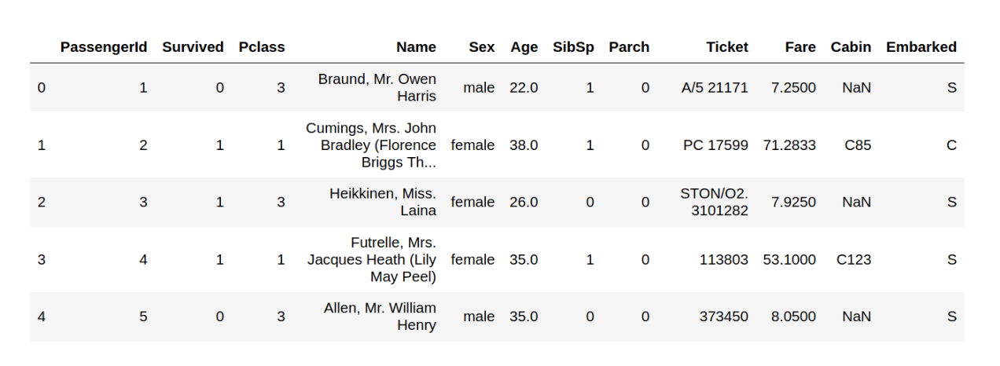 PassengerId Survived Pclass Name Sex Age SibSp Parch Ticket Fare Cabin Embarked
0 1 0 3 Braund, Mr. Owen Harris male 22.0 1 0 A/5 21171 7.2500 NaN S
1 2 1 1 Cumings, Mrs. John Bradley (Florence Briggs Th... female 38.0 1 0 PC 17599 71.2833 C85 C
2 3 1 3 Heikkinen, Miss. Laina female 26.0 0 0 STON/O2. 3101282 7.9250 NaN S
3 4 1 1 Futrelle, Mrs. Jacques Heath (Lily May Peel) female 35.0 1 0 113803 53.1000 C123 S
4 5 0 3 Allen, Mr. William Henry male 35.0 0 0 373450 8.0500 NaN S